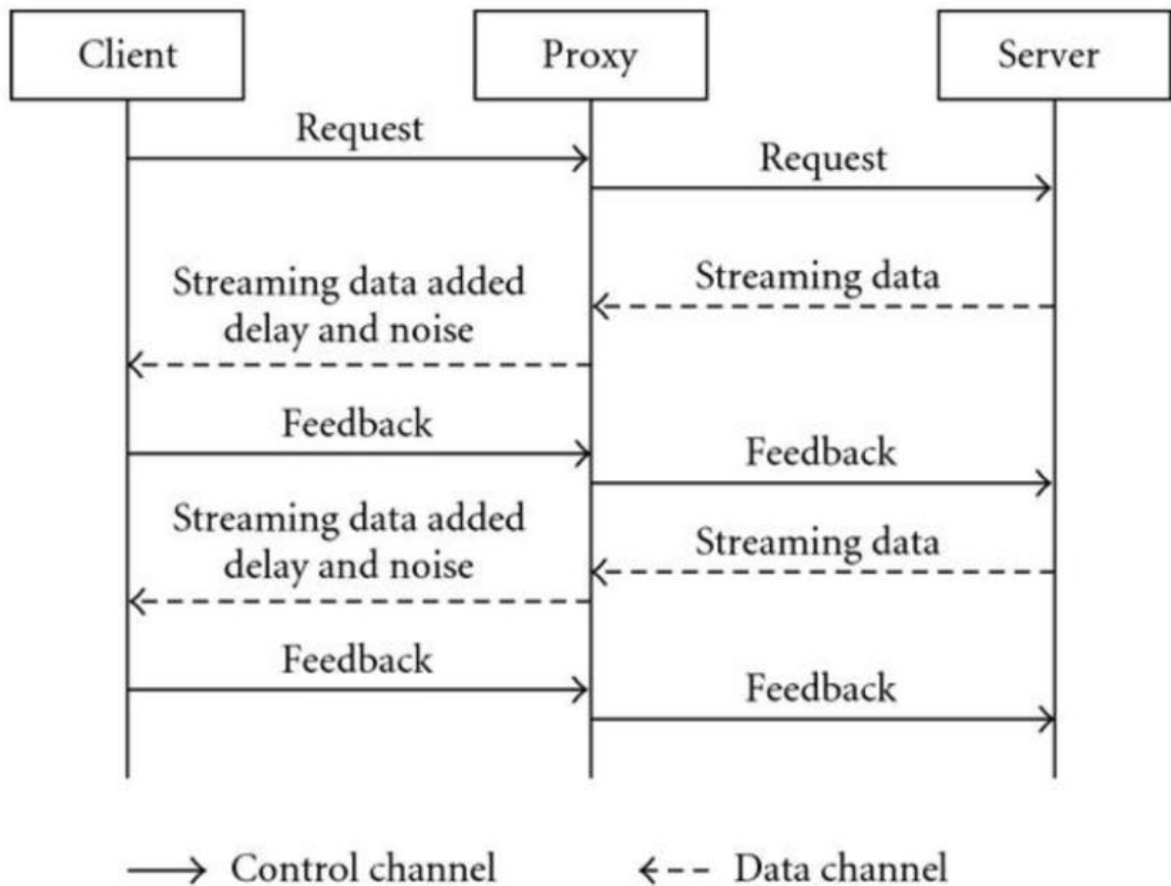 Client
Proxy
Server
Request
Request
Streaming data
Streaming data added
delay and noise
Feedback
Feedback
Streaming data added
delay and noise
Streaming data
Feedback
Feedback
Control channel
Data channel